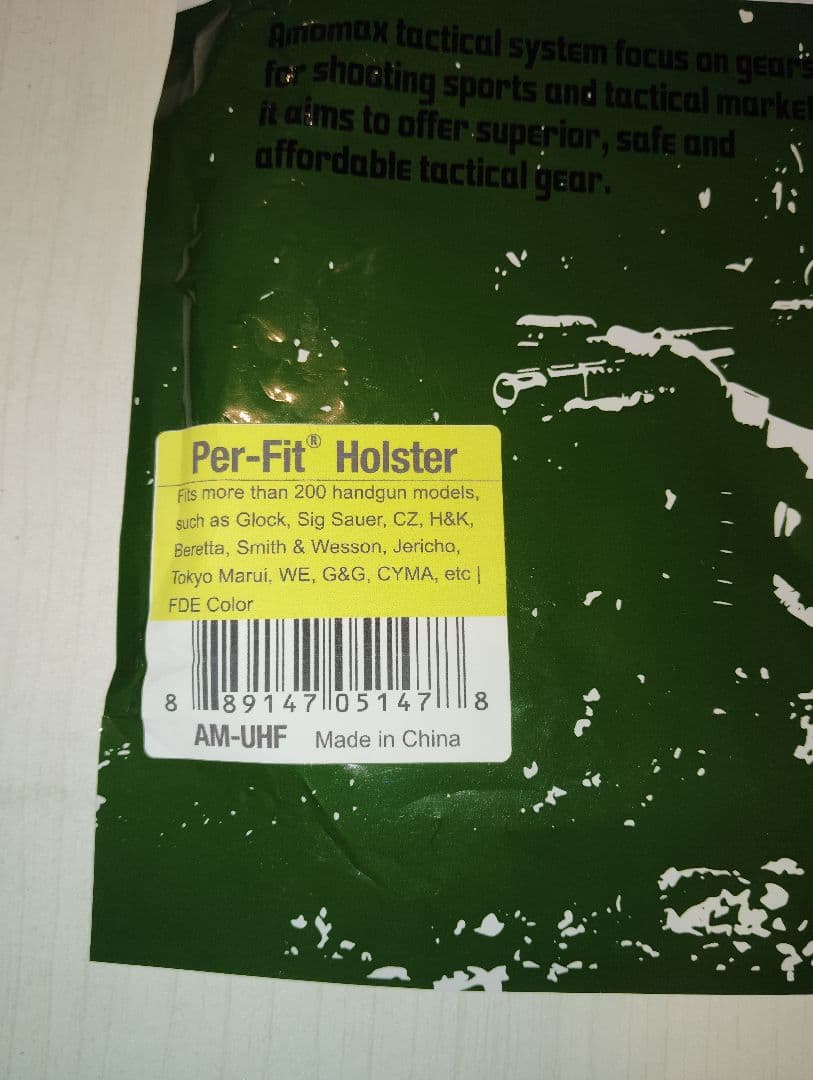 Amomax tactical system focus on gears
for shooting sports and tactical market
it aims to offer superior, safe and
affordable tactical gear.
Per-Fit® Holster
Fits more than 200 handgun models,
such as Glock, Sig Sauer, CZ, H&K,
Beretta, Smith & Wesson, Jericho,
Tokyo Marui, WE, G&G, CYMA, etc |
FDE Color
8 89147 05147 8
AM-UHF Made in China